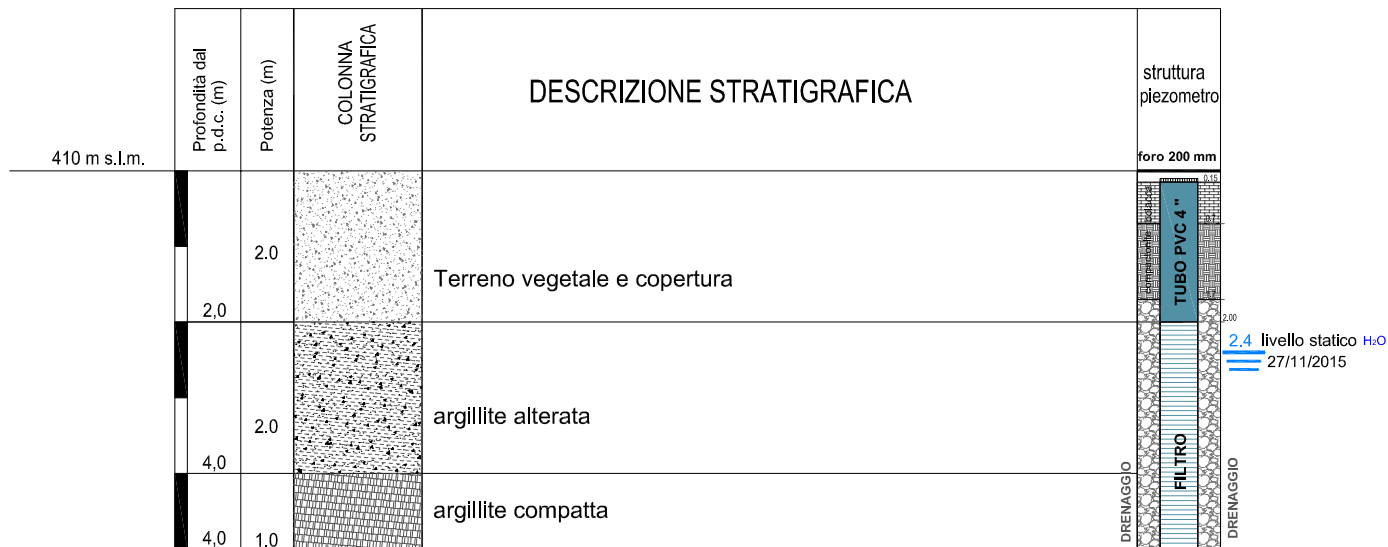 Profondità dal
p.d.c. (m)
Potenza (m)
COLONNA
STRATIGRAFICA
DESCRIZIONE STRATIGRAFICA
struttura
piezometro
410 m s.l.m.
foro 200 mm
0.15
TUBO PVC 4 "
2.0
Terreno vegetale e copertura
2,0
2.00
2.4 livello statico H₂O
27/11/2015
argillite alterata
2.0
4,0
FILTRO
DRENAGGIO
DRENAGGIO
argillite compatta
4,0
1.0